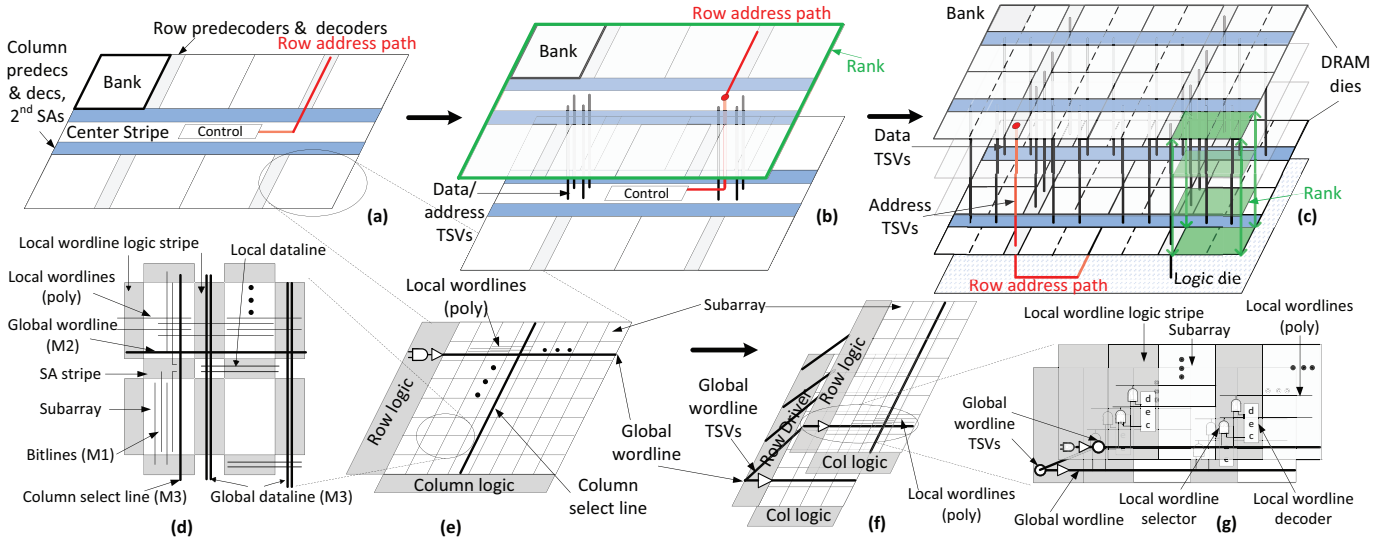 Row predecoders & decoders
Row address path
Column
predecs
& decs,
2nd SAs
Bank
Center Stripe
Control
(a)
Row address path
Bank
Rank
Data/
address
TSVs
Control
(b)
Bank
DRAM
dies
Data
TSVs
Address
TSVs
Rank
(c)
Logic die
Row address path
Local wordline logic stripe
Local dataline
Local wordlines
(poly)
Global wordline
(M2)
SA stripe
Subarray
Bitlines (M1)
Column select line (M3)
Global dataline (M3)
(d)
Local wordlines
(poly)
Subarray
Row logic
Global
wordline
Column logic
Column
select line
(e)
Global
wordline
TSVs
Row Driver
Row logic
Col logic
Col logic
Local wordlines
(poly)
(f)
Local wordline logic stripe
Subarray
Local wordlines
(poly)
Global
wordline
TSVs
d
e
c
d
e
c
Global wordline
Local wordline
selector
Local wordline
decoder
(g)